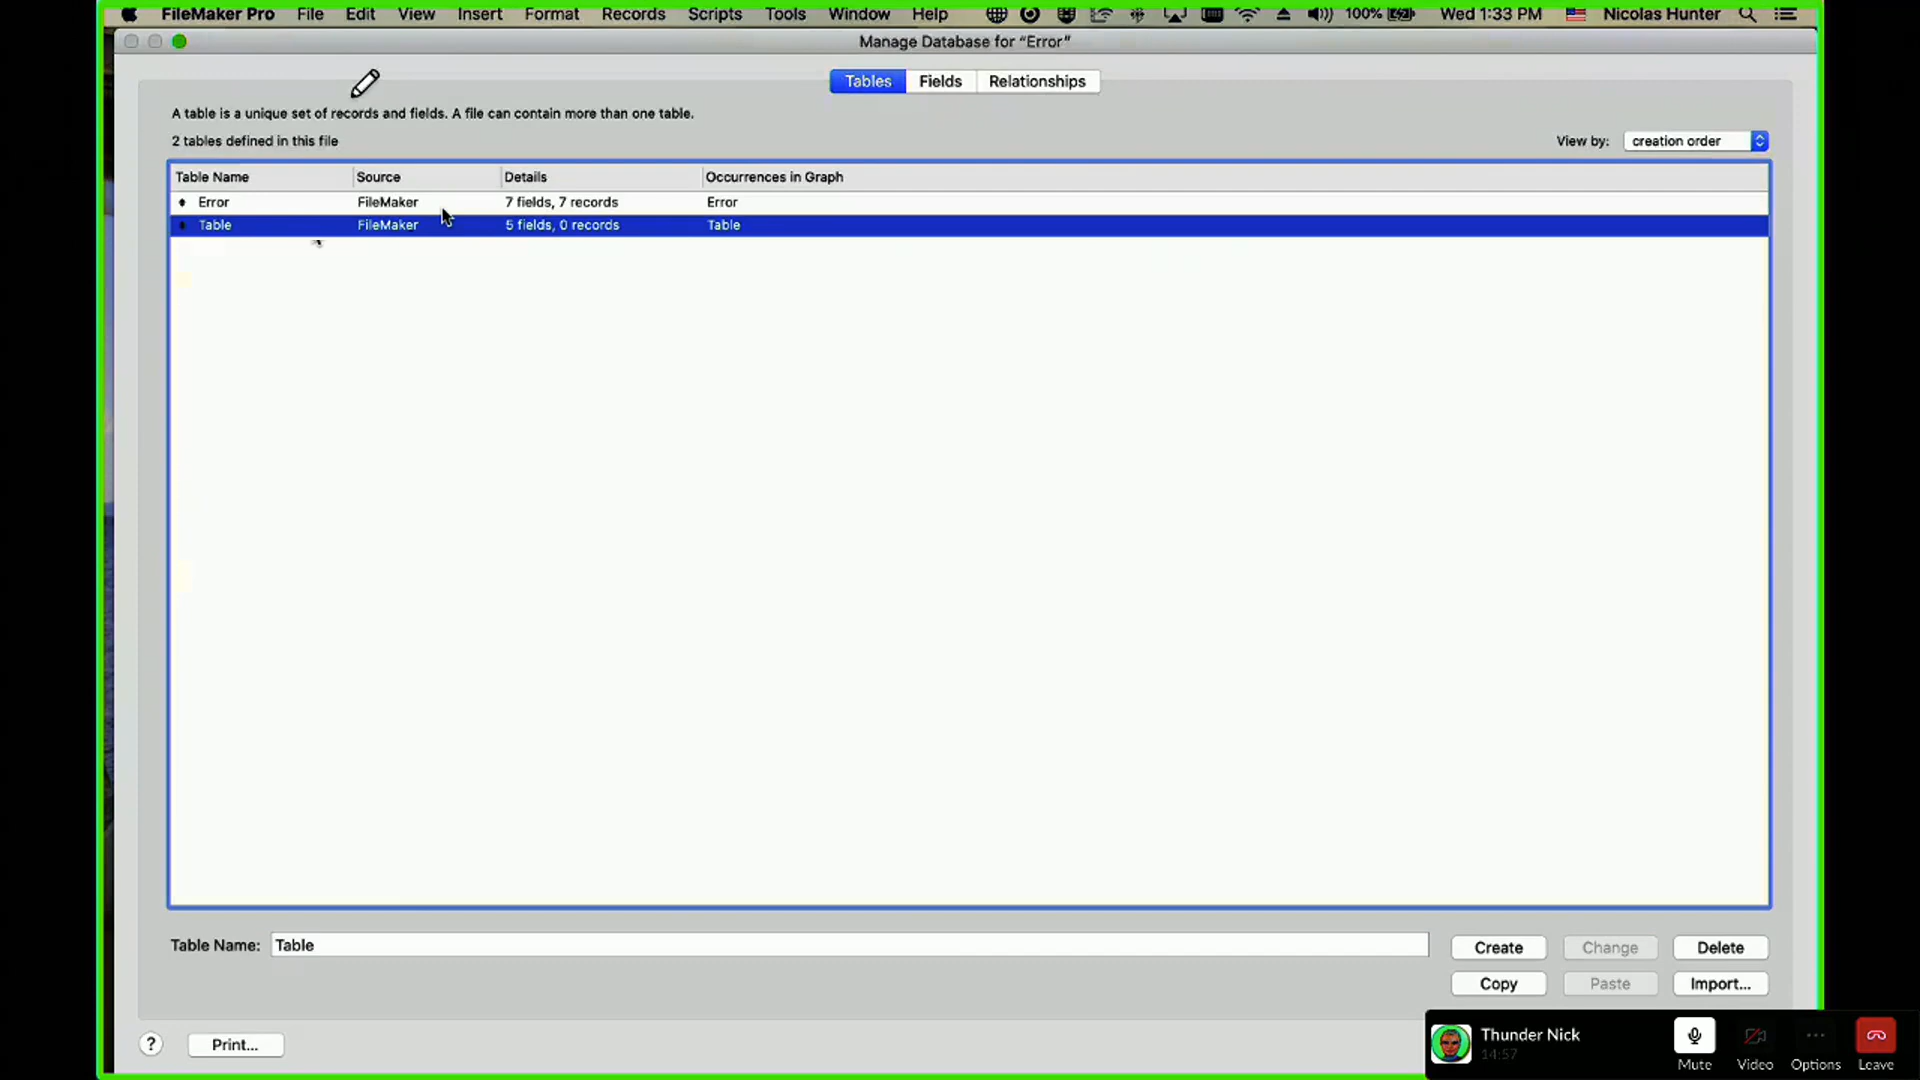 FileMaker Pro File Edit View Insert Format Records Scripts Tools Window Help 100% Wed 1:33 PM Nicolas Hunter
Manage Database for “Error”
Tables Fields Relationships
A table is a unique set of records and fields. A file can contain more than one table.
2 tables defined in this file
View by: creation order
Table Name Source Details Occurrences in Graph
Error FileMaker 7 fields, 7 records Error
Table FileMaker 5 fields, 0 records Table
Table Name: Table
Create Change Delete
Copy Paste Import...
? Print...
Thunder Nick
14:57
Mute Video Options Leave